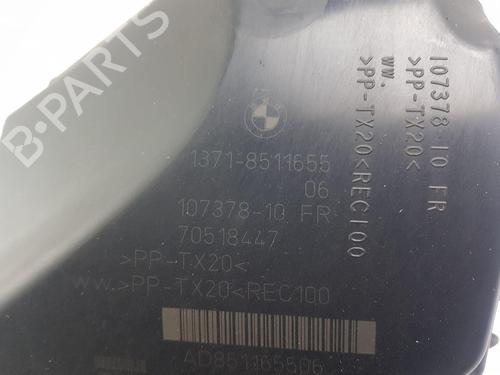 B-PARTS
1371-8511655
06
107378-10 FR
70518447
>PP-TX20<
ww.>PP-TX20<REC100
AD851165506
107378 10 FR
>PP-TX20<
ww.
>PP-TX20<REC100